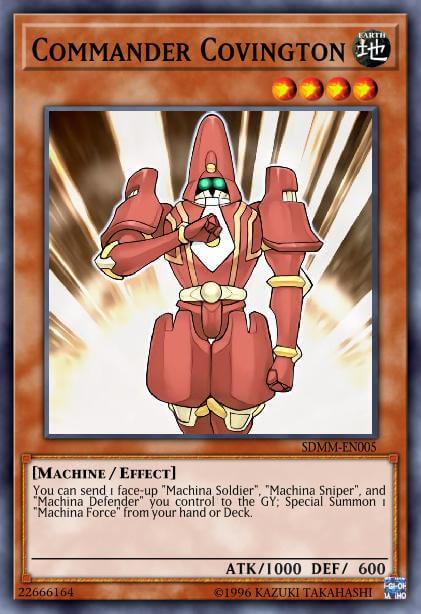 COMMANDER COVINGTON
EARTH
地
SDMM-EN005
[MACHINE / EFFECT]
You can send 1 face-up "Machina Soldier", "Machina Sniper", and
"Machina Defender" you control to the GY; Special Summon 1
"Machina Force" from your hand or Deck.
ATK/1000 DEF/ 600
22666164
©1996 KAZUKI TAKAHASHI